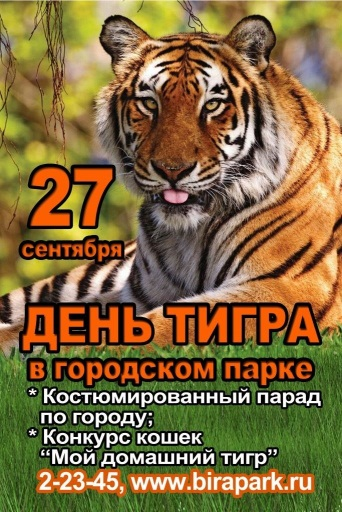 27
сентября
ДЕНЬ ТИГРА
в городском парке
* Костюмированный парад
по городу;
* Конкурс кошек
“Мой домашний тигр”
2-23-45, www.birapark.ru